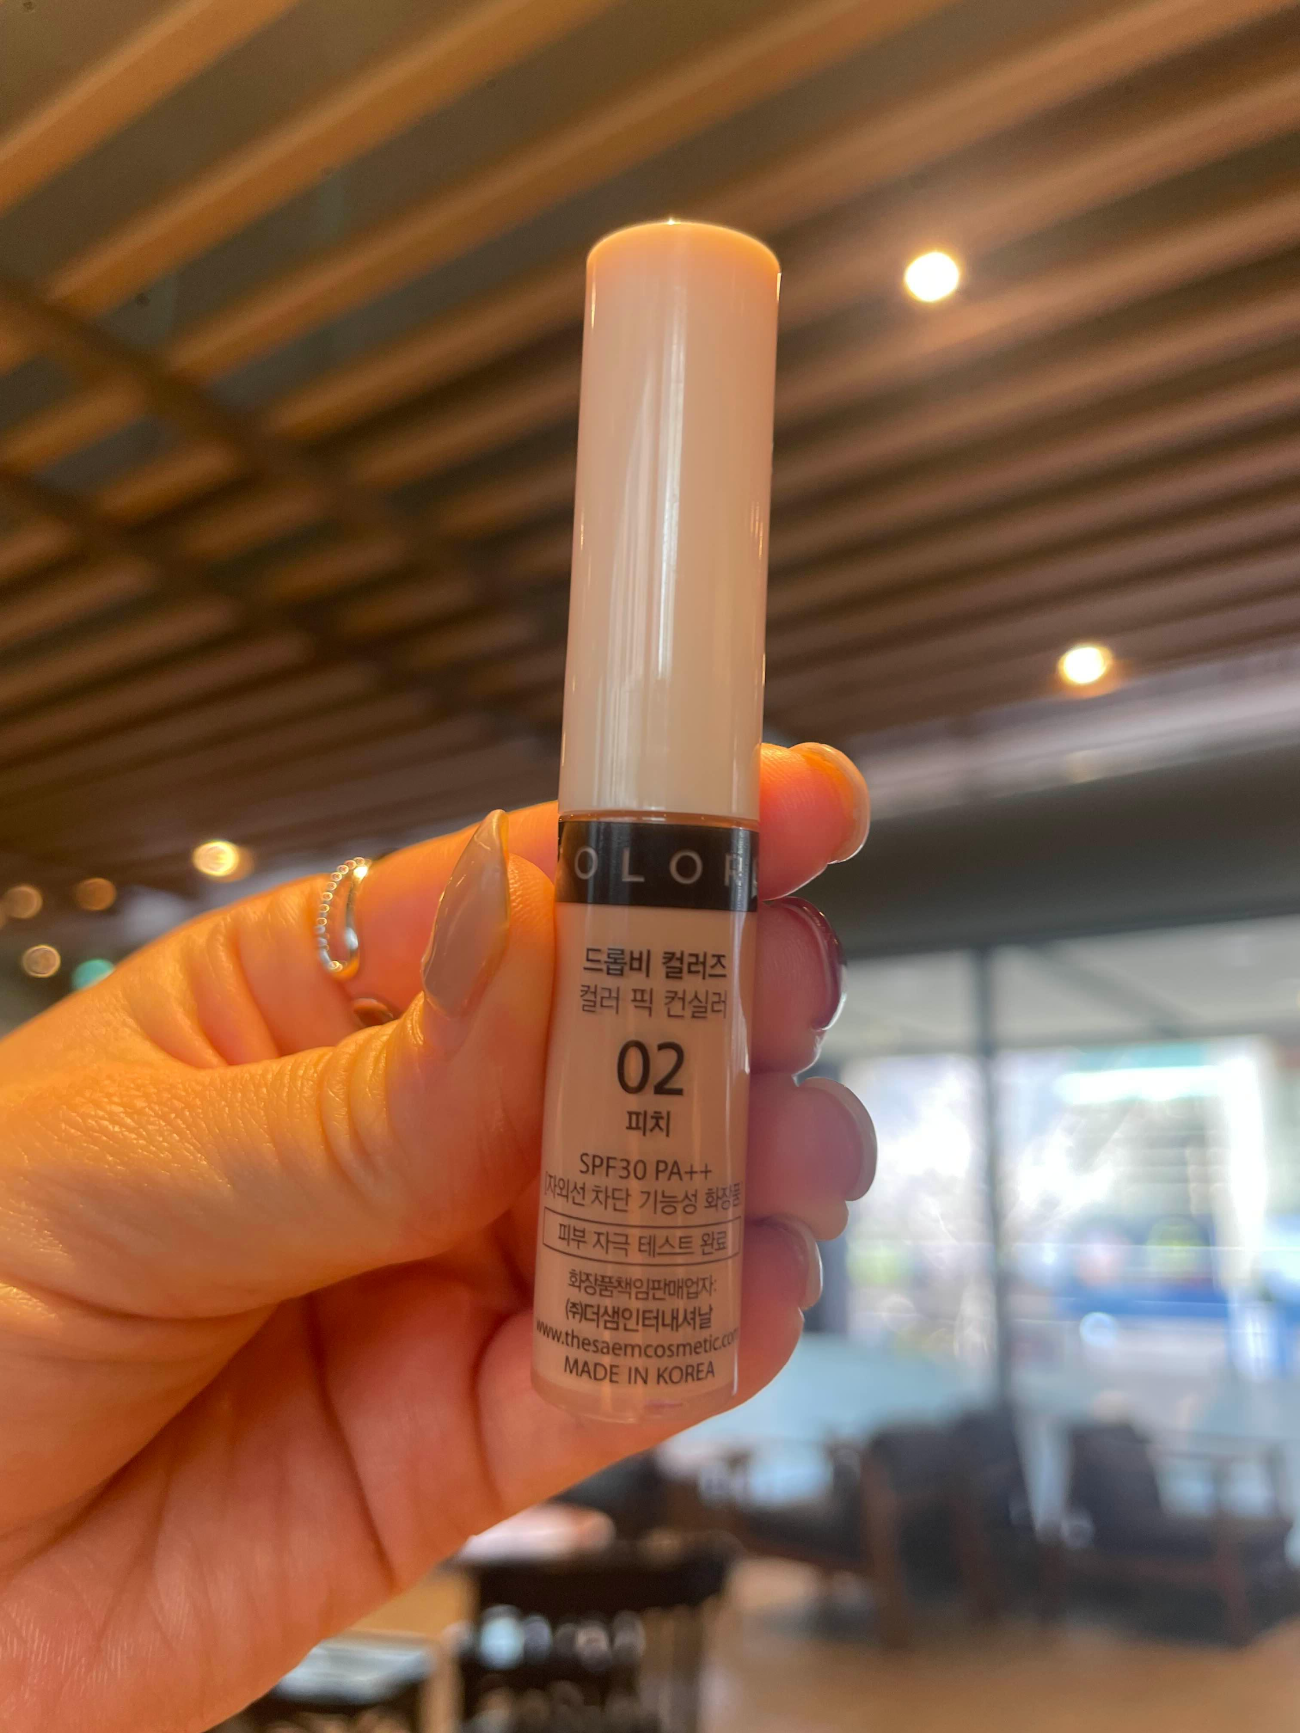 OLOR
드롭비 컬러즈
컬러 픽 컨실러
02
피치
SPF30 PA++
자외선 차단 기능성 화장품
피부 자극 테스트 완료
화장품책임판매업자:
㈜더샘인터내셔날
www.thesaemcosmetic.co
MADE IN KOREA